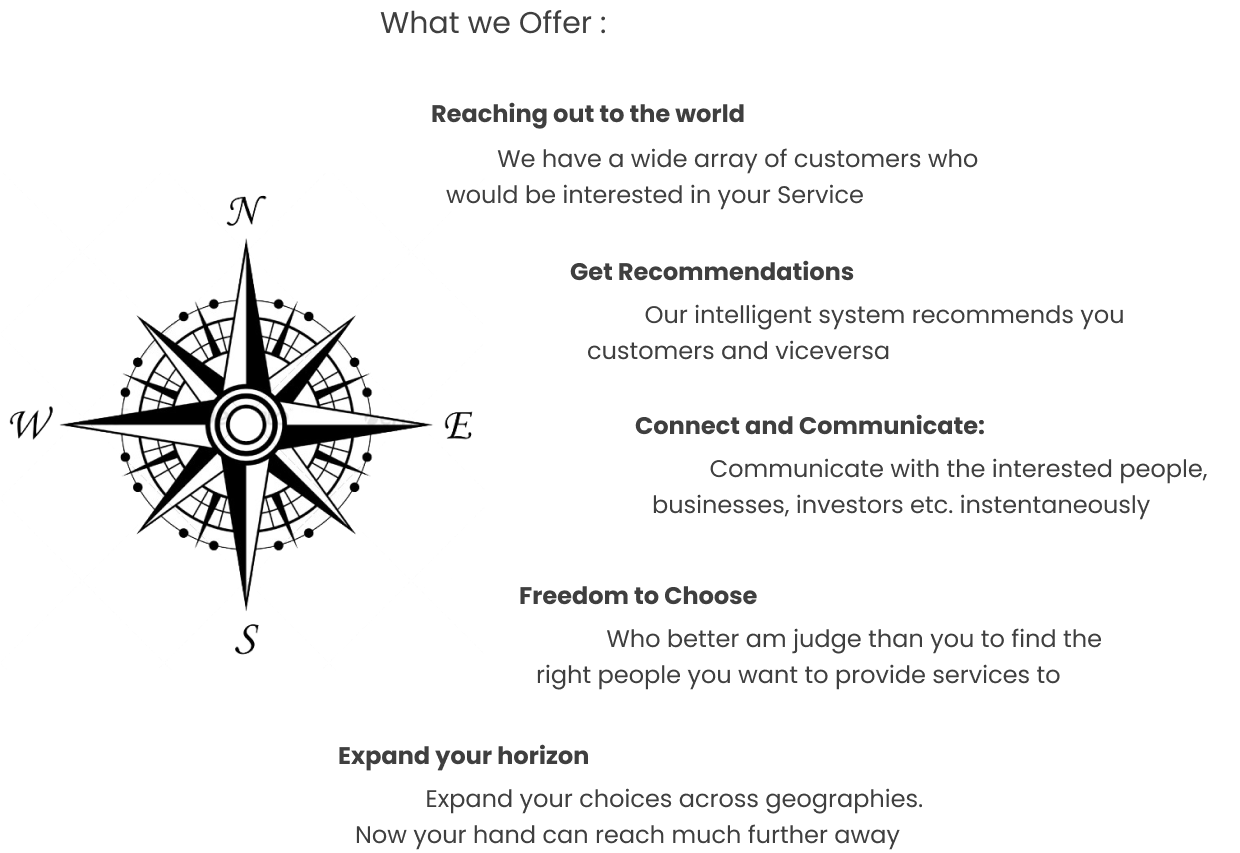 What we Offer :
Reaching out to the world
We have a wide array of customers who
would be interested in your Service
N
Get Recommendations
Our intelligent system recommends you
customers and viceversa
W
E
Connect and Communicate:
Communicate with the interested people,
businesses, investors etc. instentaneously
Freedom to Choose
Who better am judge than you to find the
right people you want to provide services to
S
Expand your horizon
Expand your choices across geographies.
Now your hand can reach much further away